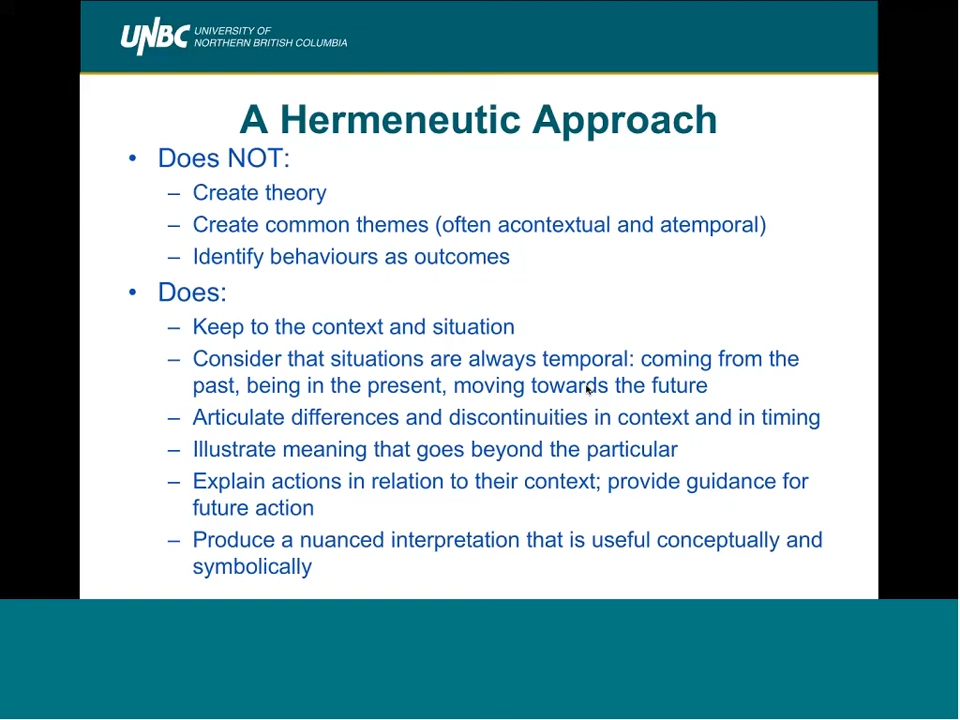 UNBC UNIVERSITY OF
NORTHERN BRITISH COLUMBIA
A Hermeneutic Approach
• Does NOT:
– Create theory
– Create common themes (often acontextual and atemporal)
– Identify behaviours as outcomes
• Does:
– Keep to the context and situation
– Consider that situations are always temporal: coming from the
past, being in the present, moving towards the future
– Articulate differences and discontinuities in context and in timing
– Illustrate meaning that goes beyond the particular
– Explain actions in relation to their context; provide guidance for
future action
– Produce a nuanced interpretation that is useful conceptually and
symbolically